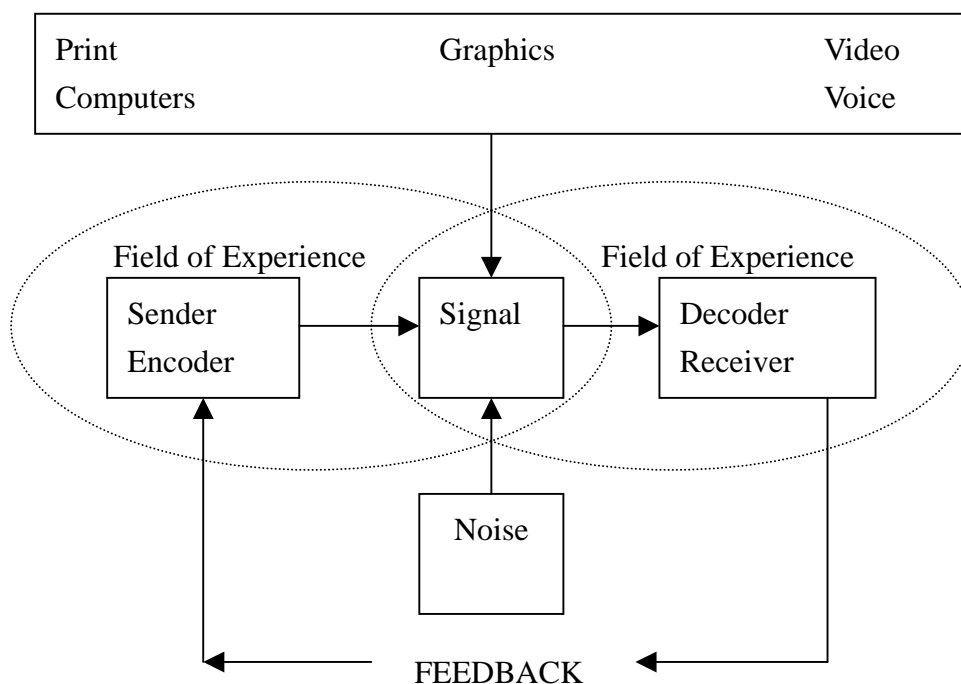 Print Graphics Video
Computers Voice
Field of Experience Field of Experience
Sender Signal Decoder
Encoder Receiver
Noise
FEEDBACK